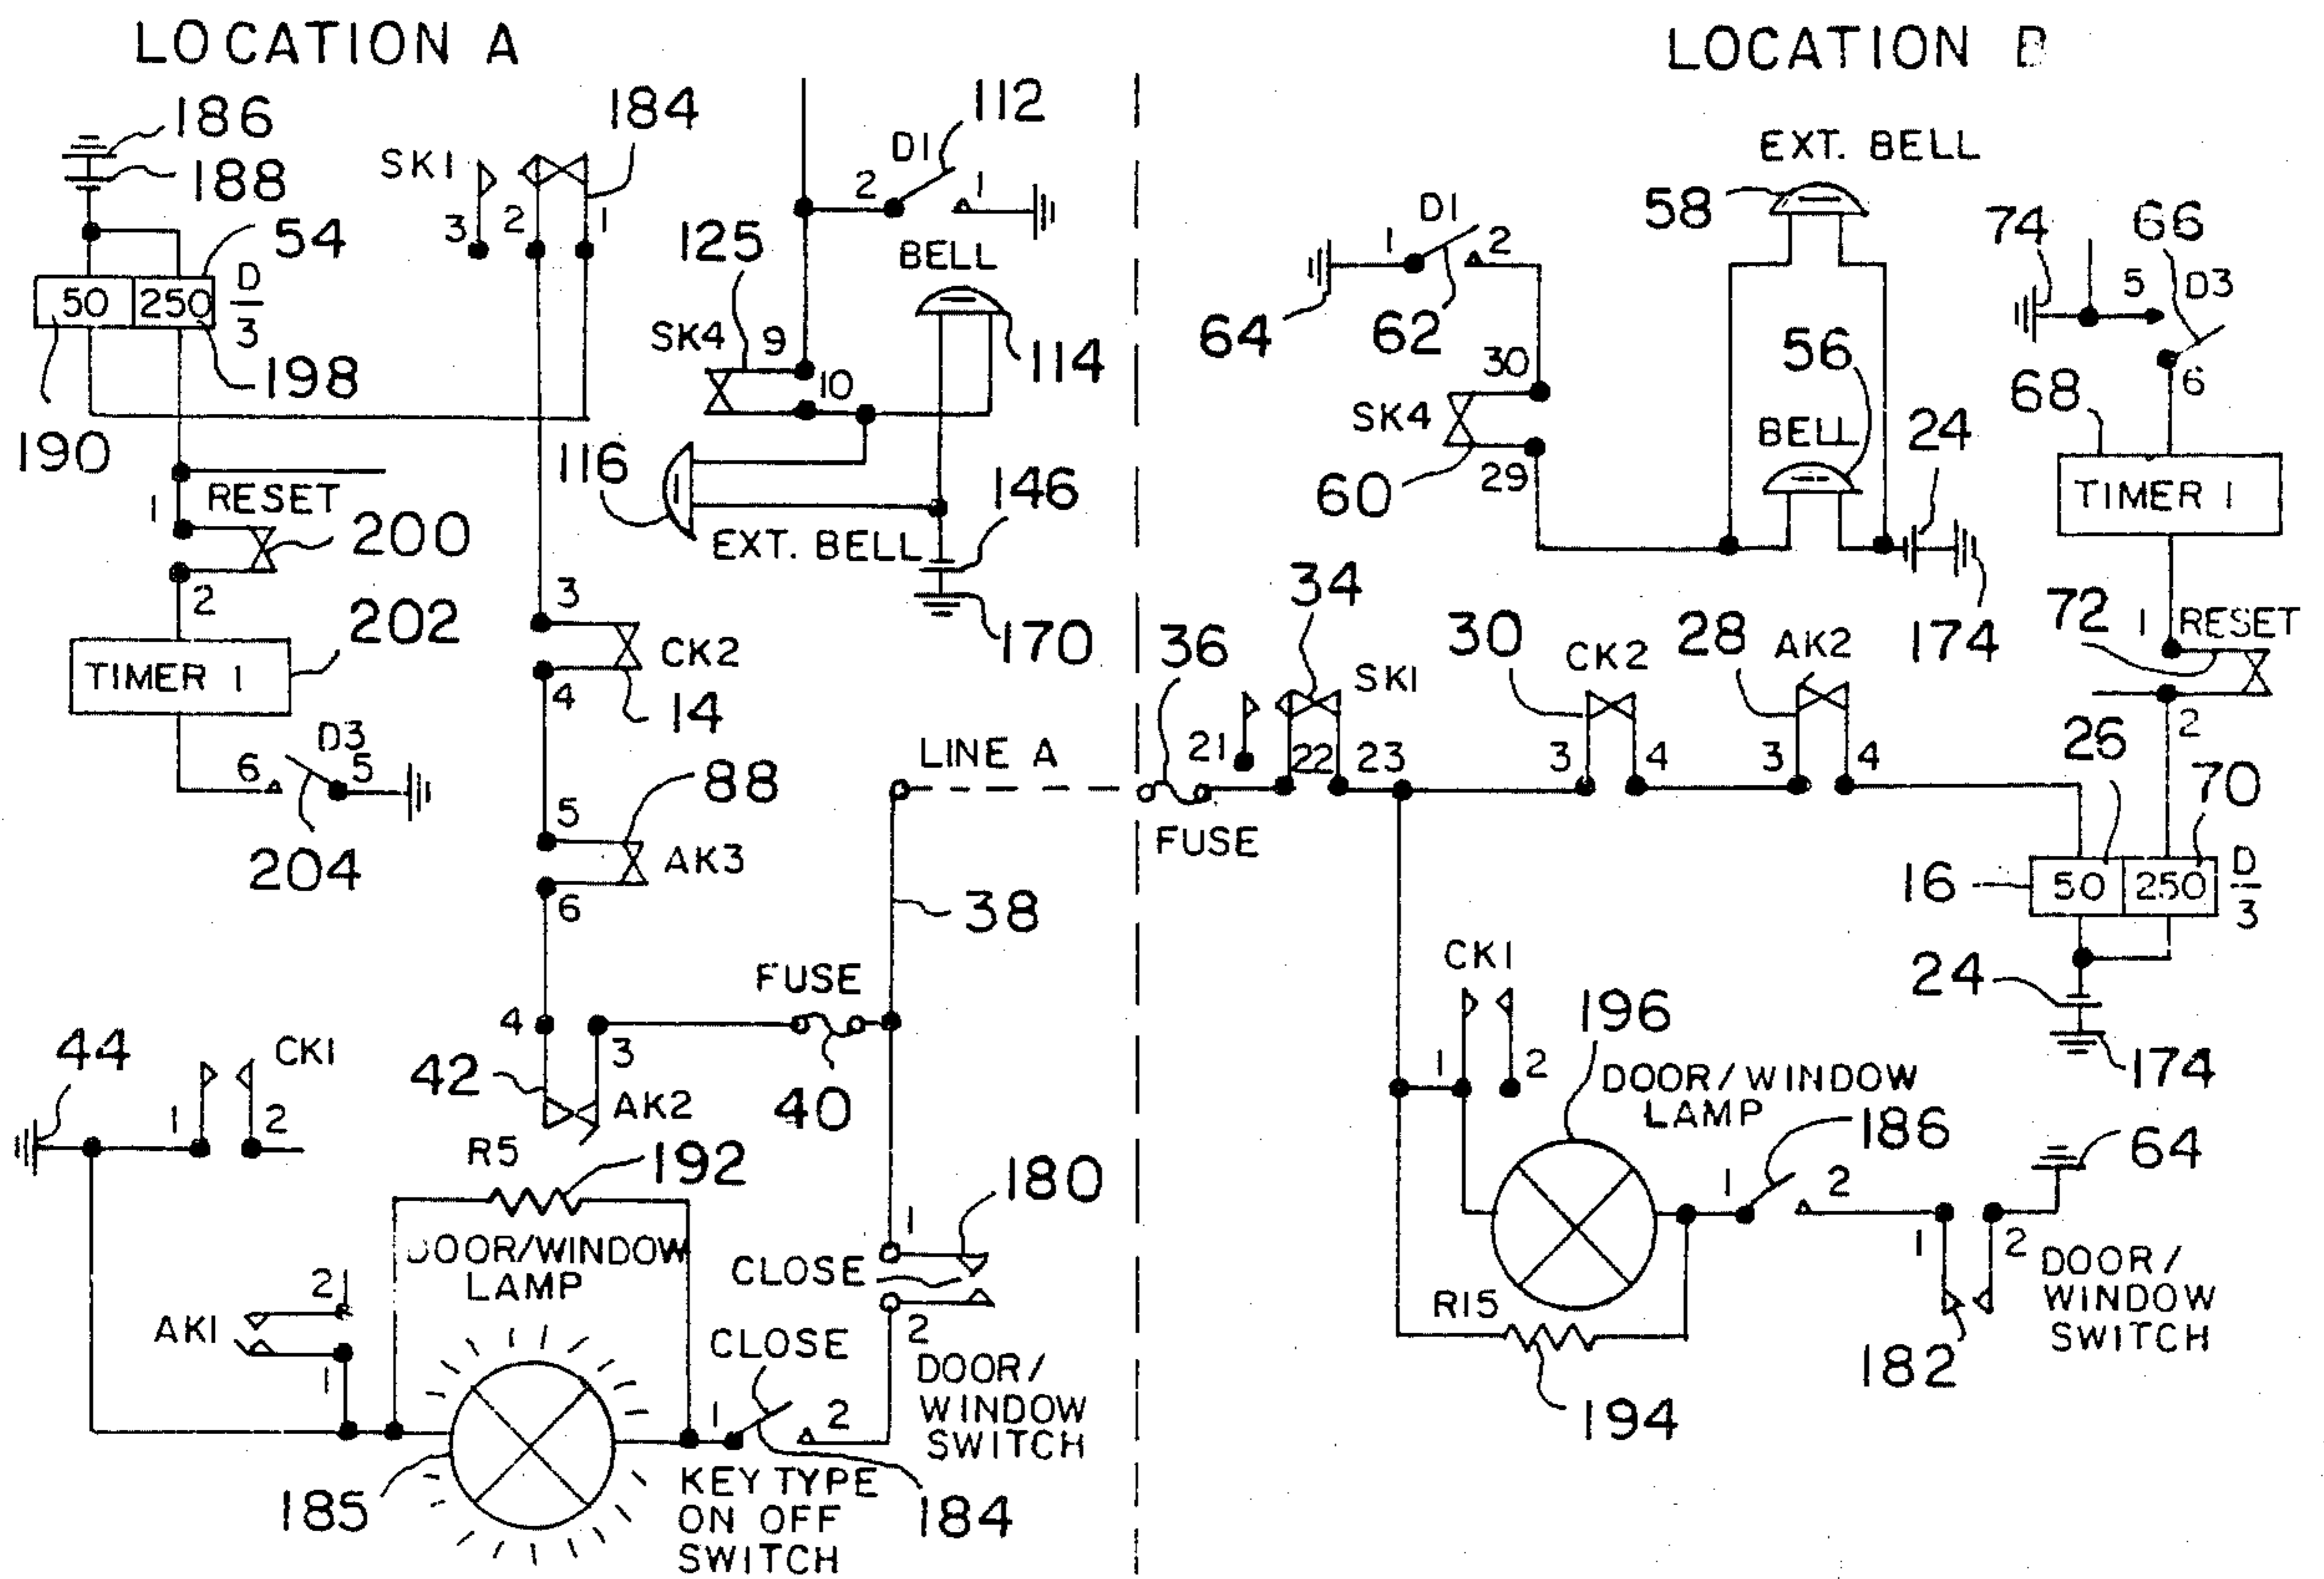 LOCATION A
186
188
SK1
184
3
2
1
54
50
250
D
3
190
198
1
RESET
200
2
202
TIMER 1
D3
6
5
204
112
D1
2
1
125
BELL
SK4
9
10
114
116
EXT. BELL
146
170
3
CK2
4
14
5
88
AK3
6
LINE A
38
FUSE
4
3
42
AK2
40
44
CK1
1
2
R5
192
DOOR/WINDOW
LAMP
2
AK1
1
185
180
1
CLOSE
2
CLOSE
1
2
DOOR/
WINDOW
SWITCH
KEY TYPE
ON OFF
SWITCH
184
LOCATION B
EXT. BELL
58
D1
1
2
64
62
30
SK4
29
60
56
BELL
24
174
74
66
5
D3
6
68
TIMER 1
72
1
RESET
2
36
34
SK1
21
22
23
FUSE
30
CK2
3
4
28
AK2
3
4
26
70
16
50
250
D
3
24
174
CK1
1
2
196
DOOR/WINDOW
LAMP
186
1
2
64
1
2
DOOR/
WINDOW
SWITCH
182
R15
194